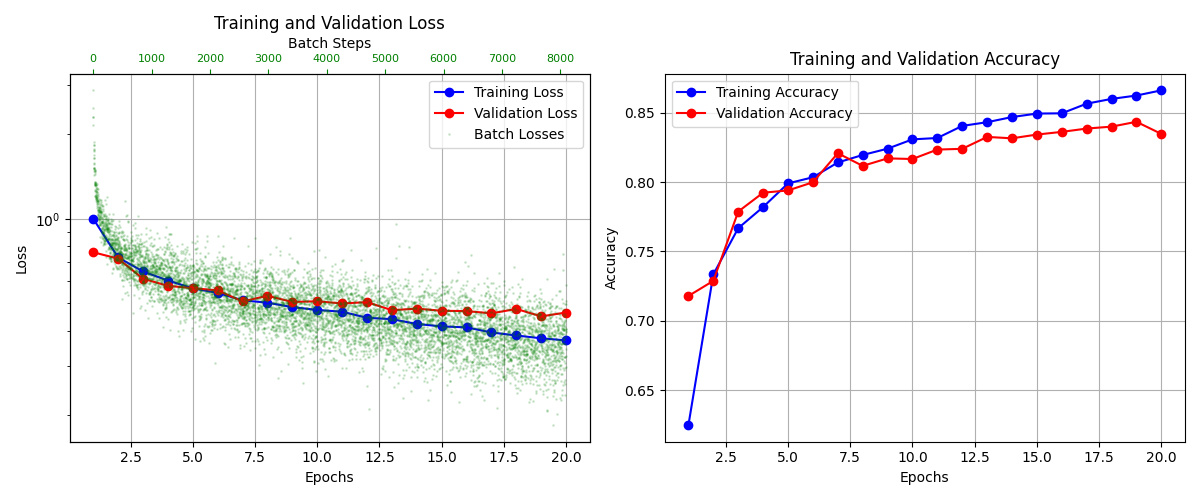 Training and Validation Loss
Batch Steps
0 1000 2000 3000 4000 5000 6000 7000 8000
Training Loss
Validation Loss
Batch Losses
Loss
10^0
2.5 5.0 7.5 10.0 12.5 15.0 17.5 20.0
Epochs
Training and Validation Accuracy
Training Accuracy
Validation Accuracy
Accuracy
0.85
0.80
0.75
0.70
0.65
2.5 5.0 7.5 10.0 12.5 15.0 17.5 20.0
Epochs